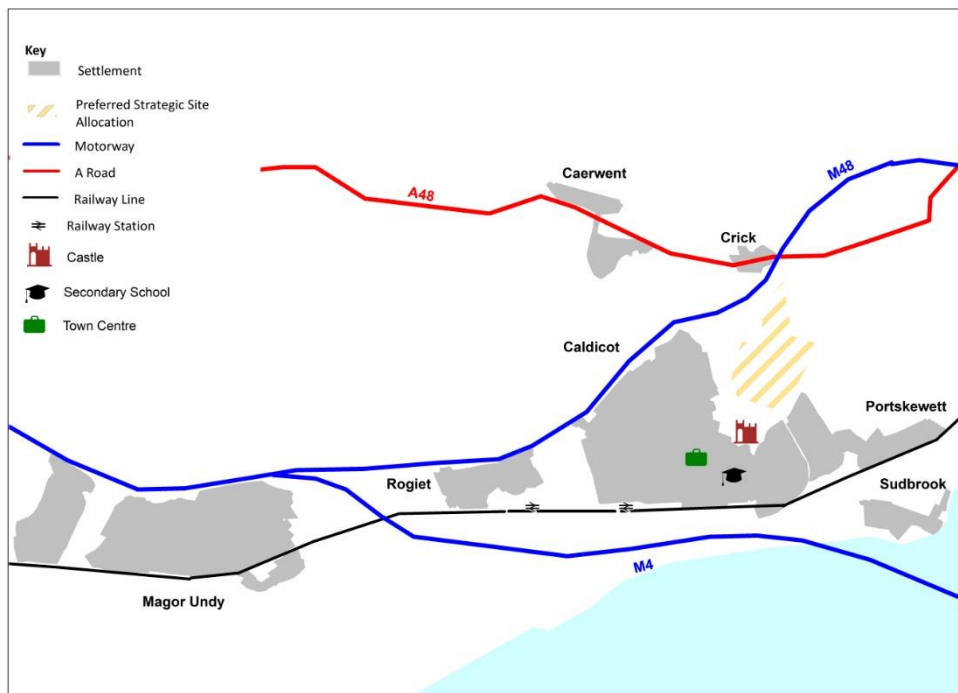 Key
Settlement
Preferred Strategic Site
Allocation
Motorway
A Road
Railway Line
Railway Station
Castle
Secondary School
Town Centre
Caerwent
A48
M48
Crick
Caldicot
Portskewett
Rogiet
Sudbrook
M4
Magor Undy